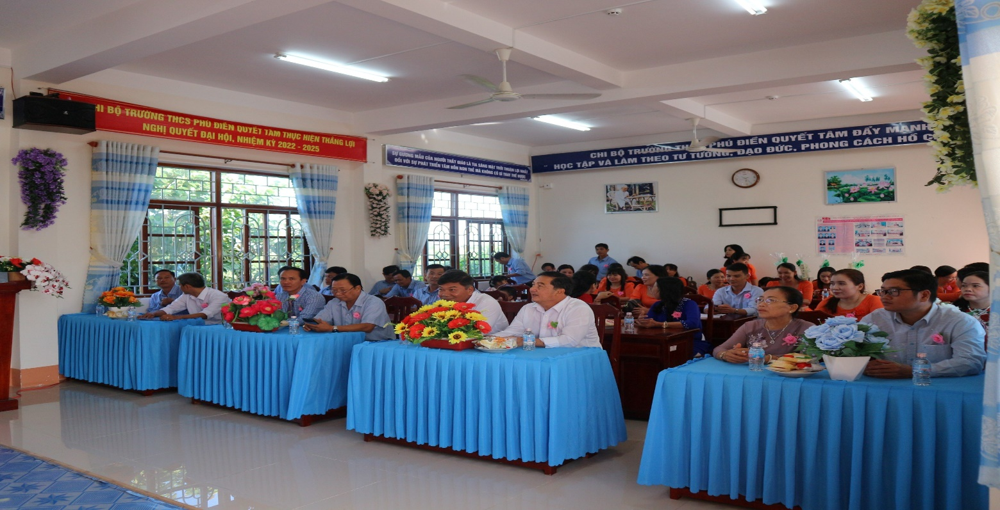 HI BỘ TRƯỜNG THCS PHÚ ĐIỀN QUYẾT TÂM THỰC HIỆN THẮNG LỢI
NGHỊ QUYẾT ĐẠI HỘI, NHIỆM KỲ 2022 - 2025
SỰ GƯƠNG MẪU CỦA NGƯỜI THẦY GIÁO LÀ TIA SÁNG MẶT TRỜI THUẬN LỢI NHẤT
ĐỐI VỚI SỰ PHÁT TRIỂN TÂM HỒN NON TRẺ MÀ KHÔNG CÓ GÌ THAY THẾ ĐƯỢC
CHI BỘ TRƯỜNG PHÚ ĐIỀN QUYẾT TÂM ĐẨY MẠNH
HỌC TẬP VÀ LÀM THEO TƯ TƯỞNG, ĐẠO ĐỨC, PHONG CÁCH HỒ C